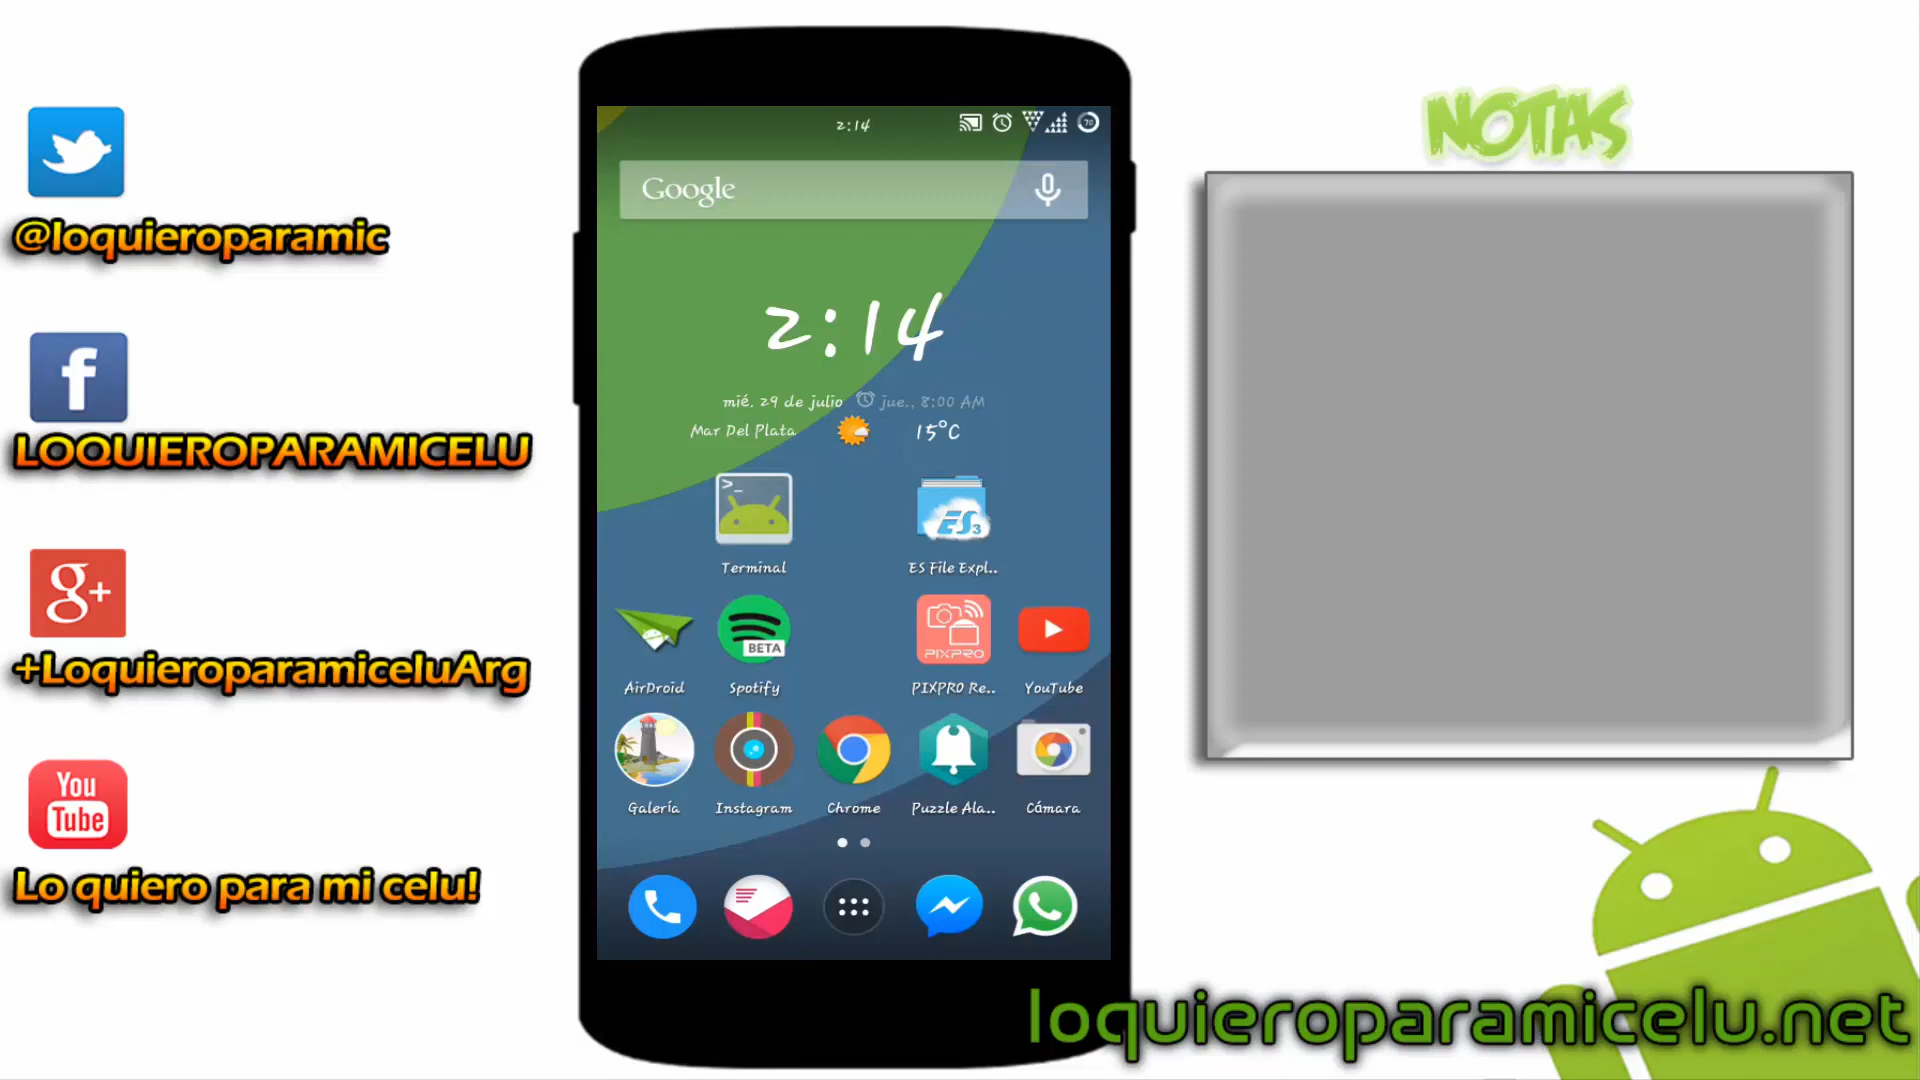 @loquieroparamic
f
LOQUIEROPARAMICELU
g+
+LoquieroparamiceluArg
You
Tube
Lo quiero para mi celu!
2:14
70
Google
2:14
mié. 29 de julio jue., 8:00 AM
Mar Del Plata 15°C
>_
ES3
Terminal ES File Expl..
BETA
PIXPRO
AirDroid Spotify PIXPRO Re.. YouTube
Galería Instagram Chrome Puzzle Ala.. Cámara
NOTAS
loquieroparamicelu.net